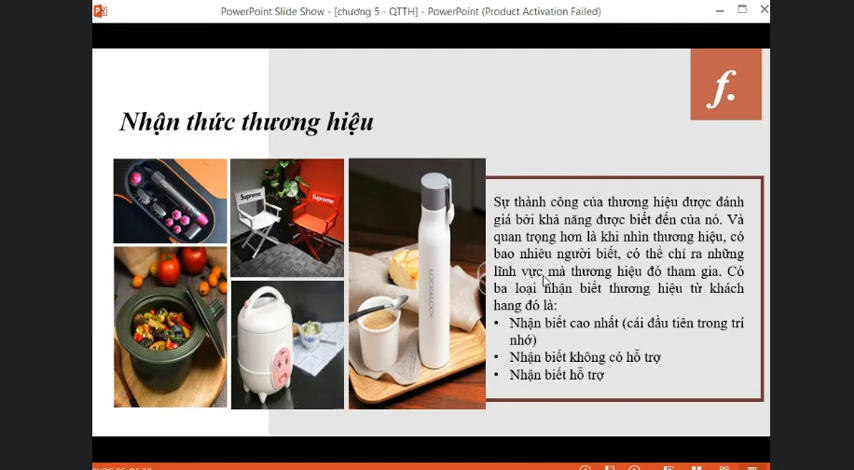 PowerPoint Slide Show - [chương 5 - QTTH] - PowerPoint (Product Activation Failed)
f.
Nhận thức thương hiệu
Supreme
Supreme
LOCK&LOCK
Sự thành công của thương hiệu được đánh
giá bởi khả năng được biết đến của nó. Và
quan trọng hơn là khi nhìn thương hiệu, có
bao nhiêu người biết, có thể chỉ ra những
lĩnh vực mà thương hiệu đó tham gia. Có
ba loại nhận biết thương hiệu từ khách
hang đó là:
• Nhận biết cao nhất (cái đầu tiên trong trí
nhớ)
• Nhận biết không có hỗ trợ
• Nhận biết hỗ trợ